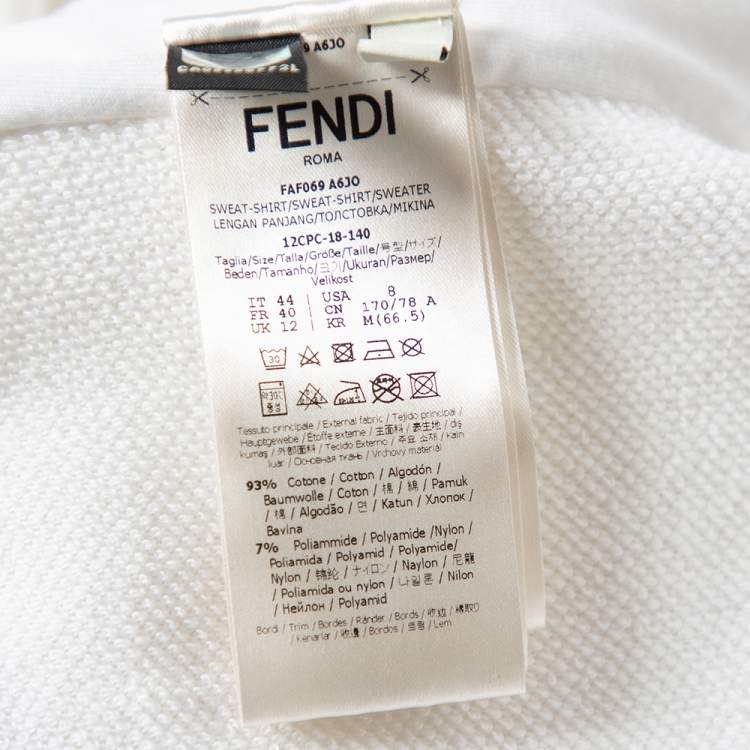 9 A6JO
FENDI
ROMA
FAF069 A6JO
SWEAT-SHIRT/SWEAT-SHIRT/SWEATER
LENGAN PANJANG/ТОЛСТОВКА/MIKINA
12CPC-18-140
Taglia/Size/Talla/Größe/Taille/号型/サイズ/
Beden/Tamanho/크기/Ukuran/Размер/
Velikost
IT 44 | USA 8
FR 40 | CN 170/78 A
UK 12 | KR M(66.5)
30
약30℃
중성
Tessuto principale / External fabric / Tejido principal /
Hauptgewebe / Étoffe externe / 主面料 / 表生地 / dış
kumaş / 外部面料 / Tecido Externo / 주요 소재 / kain
luar / Основная ткань / Vrchový materiál
93% Cotone / Cotton / Algodón /
Baumwolle / Coton / 棉 / 綿 / Pamuk
/ 棉 / Algodão / 면 / Katun / Хлопок /
Bavlna
7% Poliammide / Polyamide /Nylon /
Poliamida / Polyamid / Polyamide/
Nylon / 锦纶 / ナイロン / Naylon / 尼龍
/ Poliamida ou nylon / 나일론 / Nilon
/ Нейлон / Polyamid
Bordi / Trim / Bordes / Ränder / Bords / 收边 / 縁取り
/ kenarlar / 收邊 / Bordos / 트림 / Lem